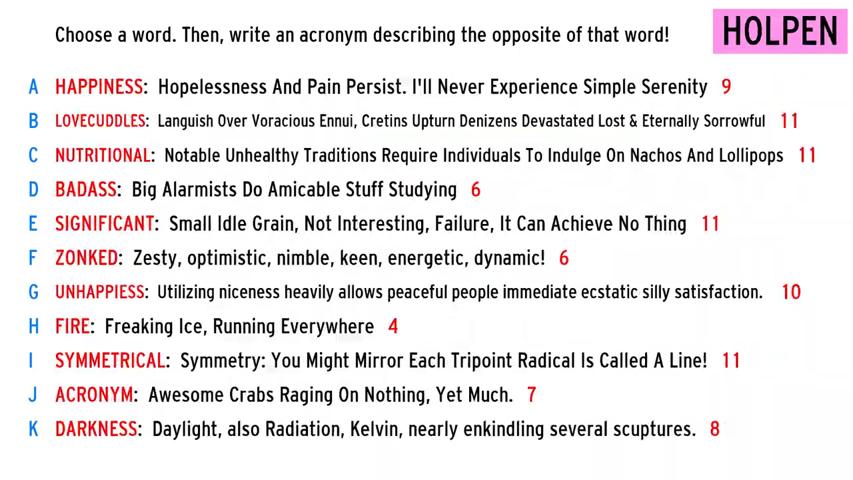 Choose a word. Then, write an acronym describing the opposite of that word!
HOLPEN
A HAPPINESS: Hopelessness And Pain Persist. I'll Never Experience Simple Serenity 9
B LOVECUDDLES: Languish Over Voracious Ennui, Cretins Upturn Denizens Devastated Lost & Eternally Sorrowful 11
C NUTRITIONAL: Notable Unhealthy Traditions Require Individuals To Indulge On Nachos And Lollipops 11
D BADASS: Big Alarmists Do Amicable Stuff Studying 6
E SIGNIFICANT: Small Idle Grain, Not Interesting, Failure, It Can Achieve No Thing 11
F ZONKED: Zesty, optimistic, nimble, keen, energetic, dynamic! 6
G UNHAPPIESS: Utilizing niceness heavily allows peaceful people immediate ecstatic silly satisfaction. 10
H FIRE: Freaking Ice, Running Everywhere 4
I SYMMETRICAL: Symmetry: You Might Mirror Each Tripoint Radical Is Called A Line! 11
J ACRONYM: Awesome Crabs Raging On Nothing, Yet Much. 7
K DARKNESS: Daylight, also Radiation, Kelvin, nearly enkindling several scuptures. 8